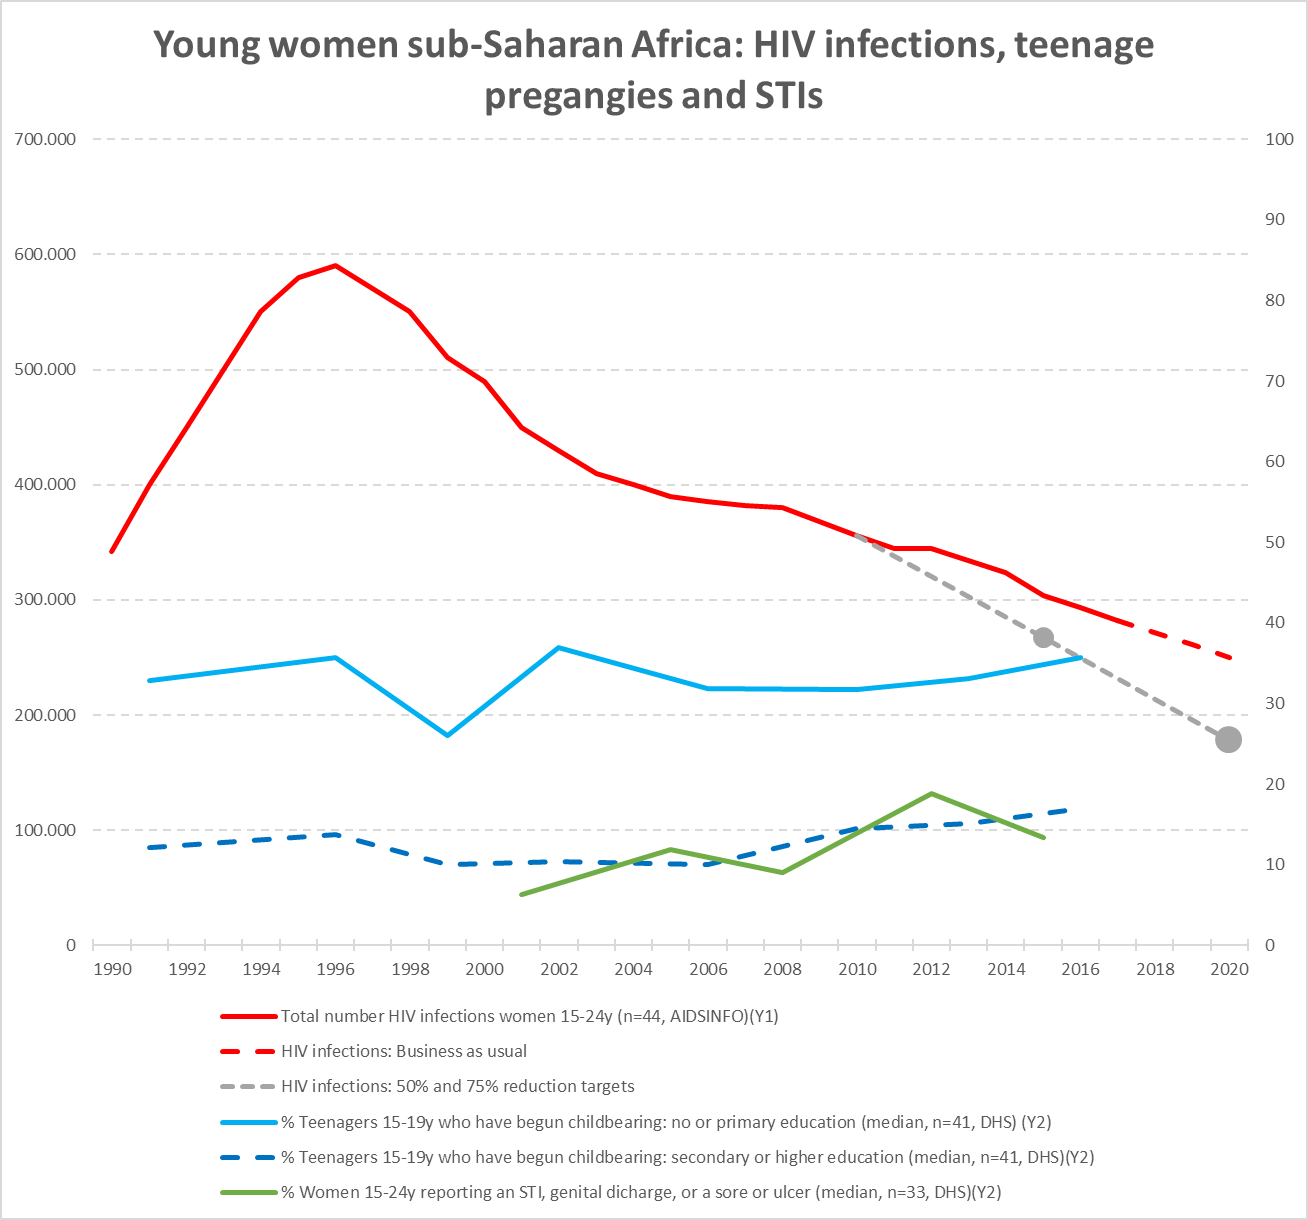 Young women sub-Saharan Africa: HIV infections, teenage
pregangies and STIs
700.000
600.000
500.000
400.000
300.000
200.000
100.000
0
100
90
80
70
60
50
40
30
20
10
0
1990 1992 1994 1996 1998 2000 2002 2004 2006 2008 2010 2012 2014 2016 2018 2020
Total number HIV infections women 15-24y (n=44, AIDSINFO)(Y1)
HIV infections: Business as usual
HIV infections: 50% and 75% reduction targets
% Teenagers 15-19y who have begun childbearing: no or primary education (median, n=41, DHS) (Y2)
% Teenagers 15-19y who have begun childbearing: secondary or higher education (median, n=41, DHS)(Y2)
% Women 15-24y reporting an STI, genital dicharge, or a sore or ulcer (median, n=33, DHS)(Y2)